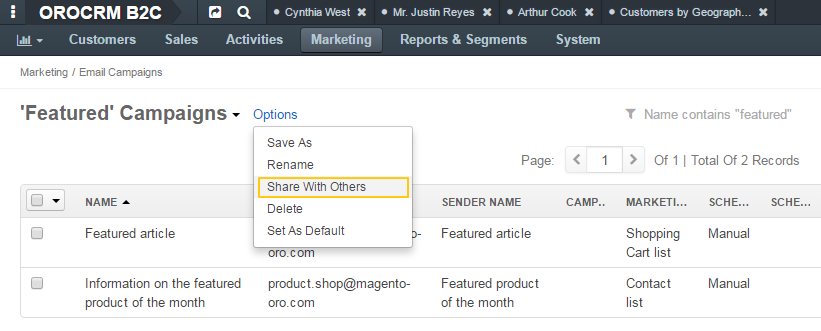 OROCRM B2C
Cynthia West ×
Mr. Justin Reyes ×
Arthur Cook ×
Customers by Geograph... ×
Customers
Sales
Activities
Marketing
Reports & Segments
System
Marketing / Email Campaigns
'Featured' Campaigns
Options
Name contains "featured"
Save As
Rename
Share With Others
Delete
Set As Default
Page: 1 Of 1 | Total Of 2 Records
NAME
SENDER NAME
CAMP..
MARKETI...
SCHE...
SCHE...
Featured article
oro.com
Featured article
Shopping
Cart list
Manual
Information on the featured
product of the month
product.shop@magento-
oro.com
Featured product
of the month
Contact
list
Manual